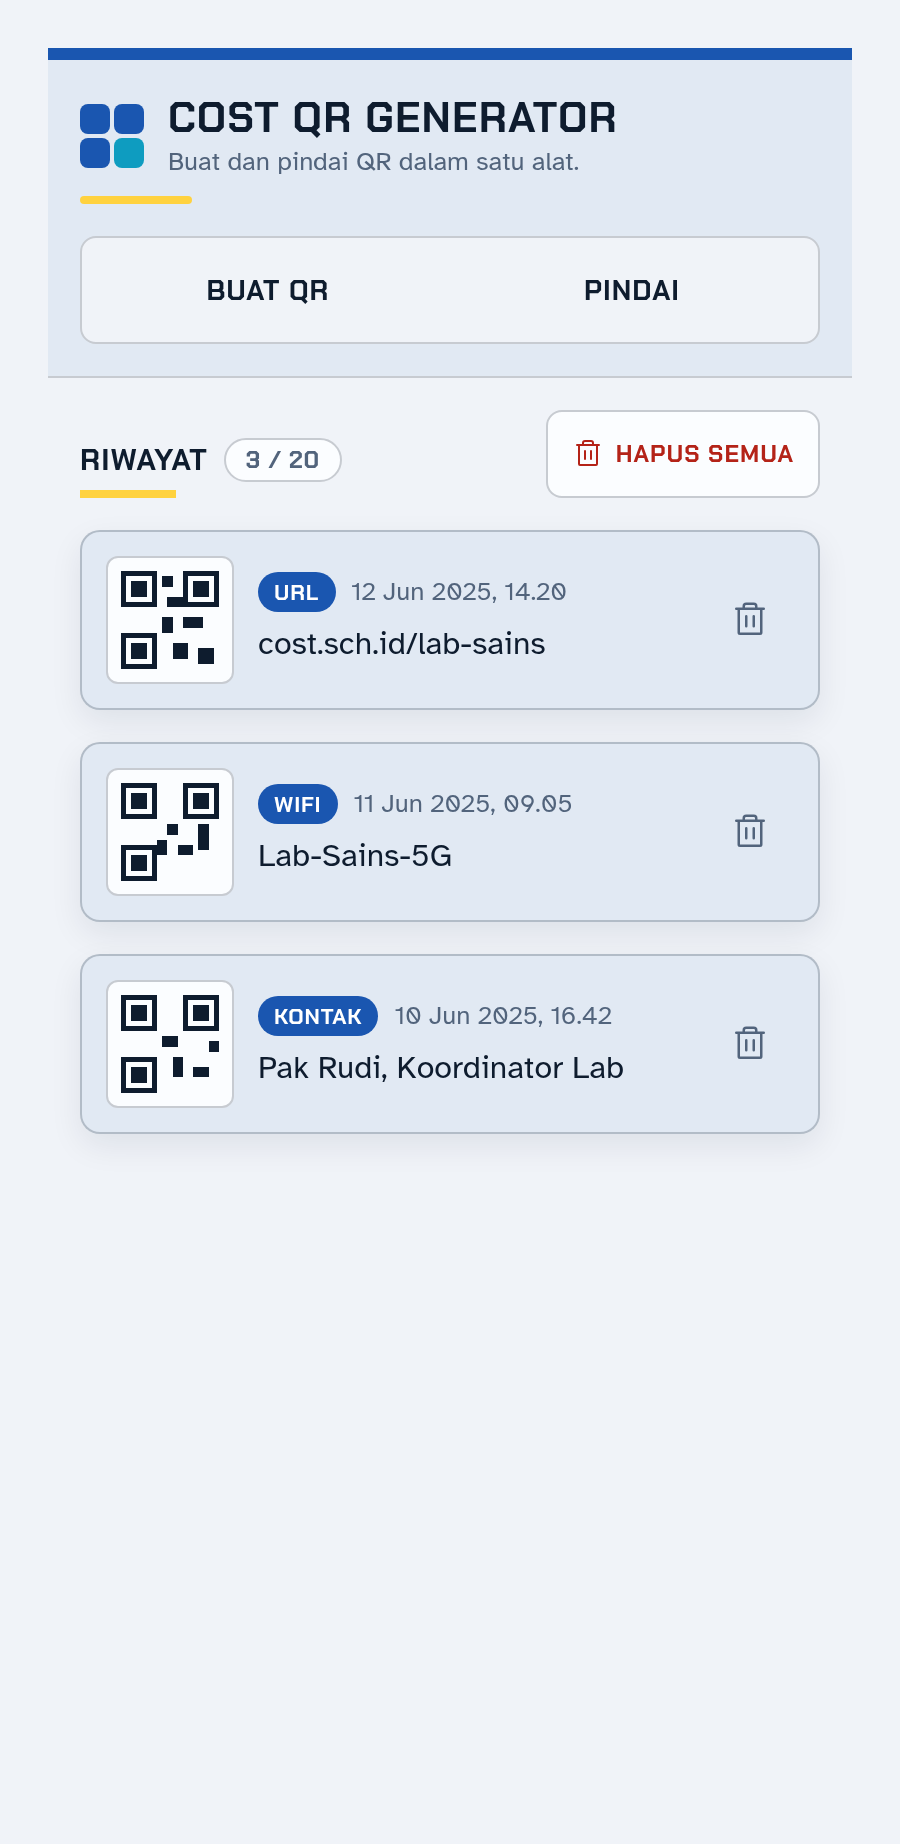 COST QR GENERATOR
Buat dan pindai QR dalam satu alat.
BUAT QR
PINDAI
RIWAYAT
3 / 20
HAPUS SEMUA
URL
12 Jun 2025, 14.20
cost.sch.id/lab-sains
WIFI
11 Jun 2025, 09.05
Lab-Sains-5G
KONTAK
10 Jun 2025, 16.42
Pak Rudi, Koordinator Lab